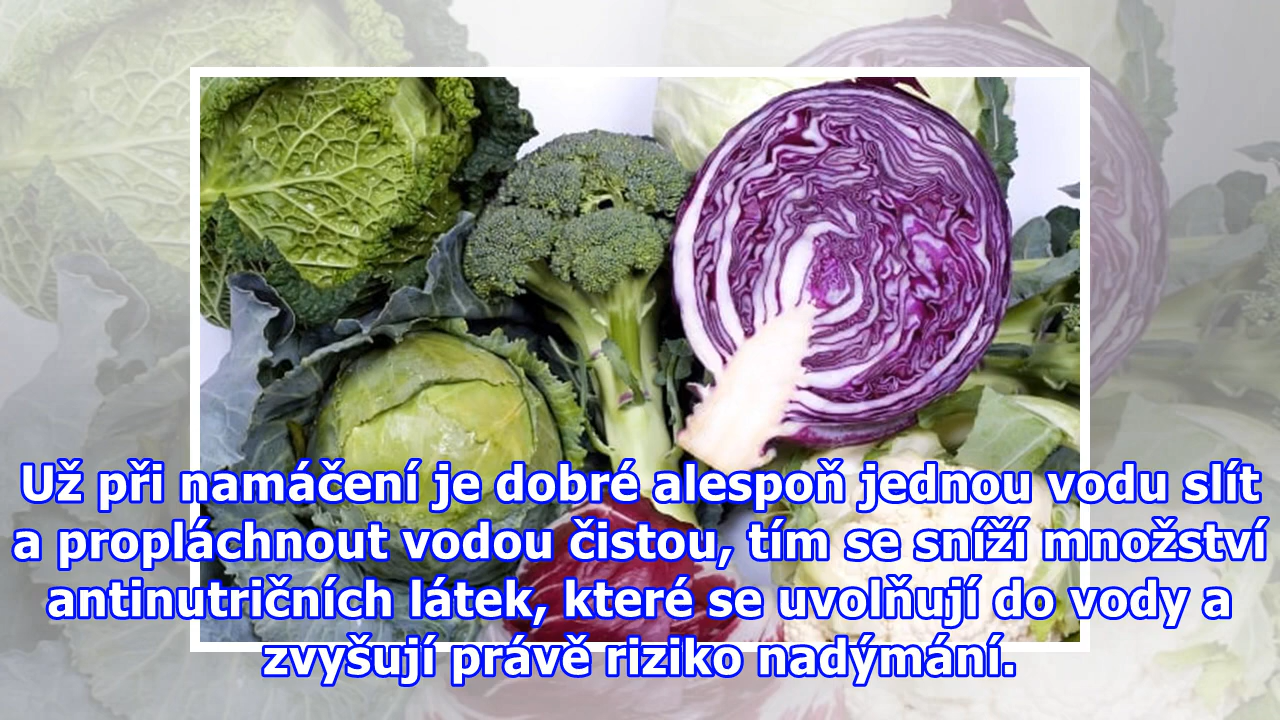 Už při namáčení je dobré alespoň jednou vodu slít
a propláchnout vodou čistou, tím se sníží množství
antinutričních látek, které se uvolňují do vody a
zvyšují právě riziko nadýmání.